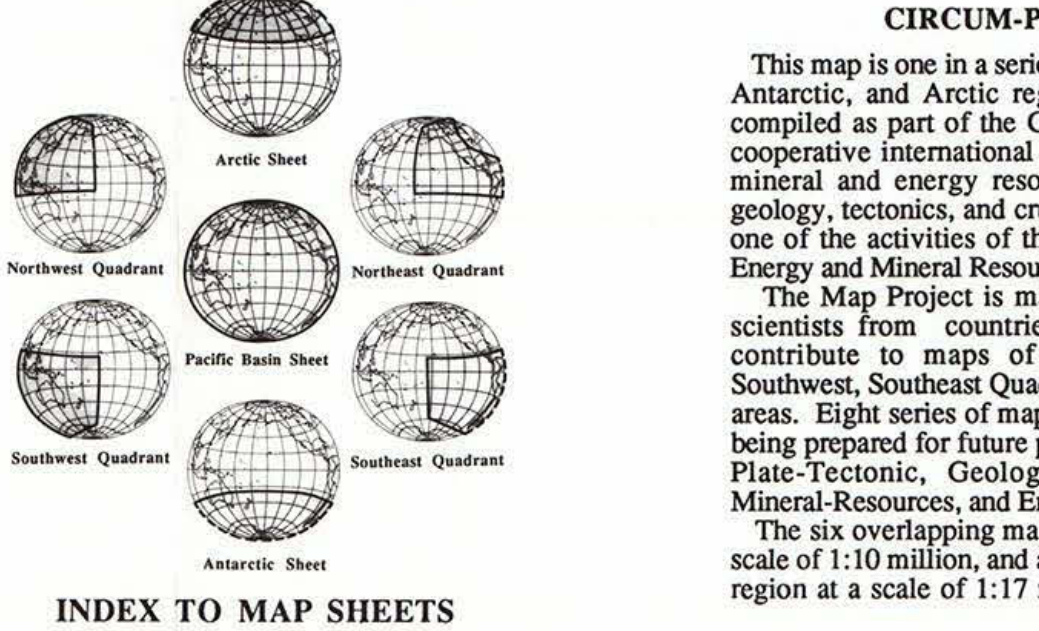 Arctic Sheet
Northwest Quadrant
Northeast Quadrant
Pacific Basin Sheet
Southwest Quadrant
Southeast Quadrant
Antarctic Sheet
INDEX TO MAP SHEETS
CIRCUM-P
This map is one in a serie
Antarctic, and Arctic reg
compiled as part of the C
cooperative international
mineral and energy reso
geology, tectonics, and cr
one of the activities of th
Energy and Mineral Resou
The Map Project is m
scientists from countrie
contribute to maps of
Southwest, Southeast Qua
areas. Eight series of map
being prepared for future p
Plate-Tectonic, Geolog
Mineral-Resources, and En
The six overlapping ma
scale of 1:10 million, and a
region at a scale of 1:17